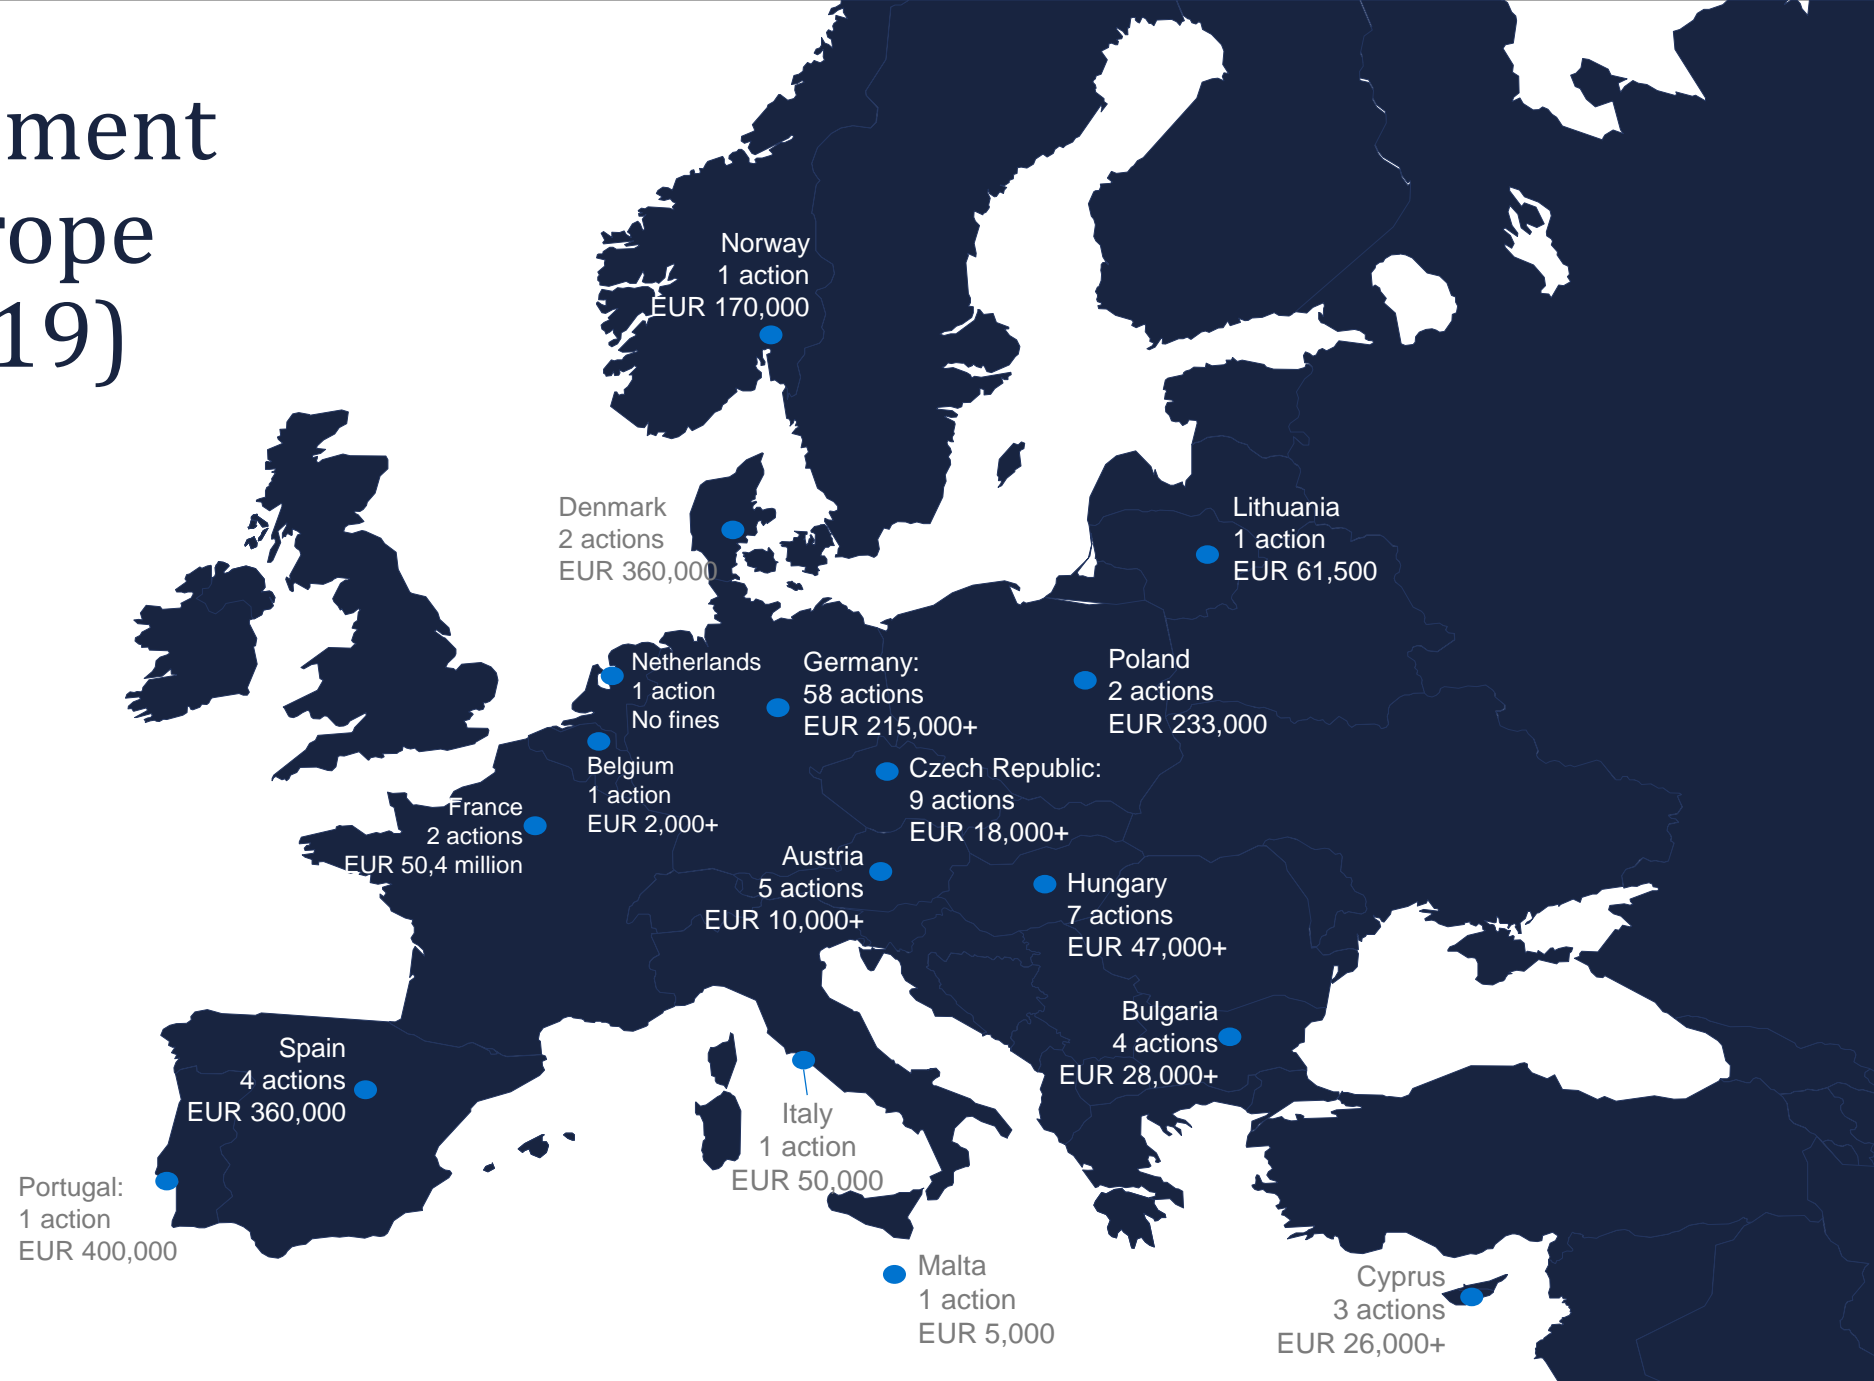 ment
rope
19)
Norway
1 action
EUR 170,000
Denmark
2 actions
EUR 360,000
Lithuania
1 action
EUR 61,500
Netherlands
1 action
No fines
Germany:
58 actions
EUR 215,000+
Poland
2 actions
EUR 233,000
Belgium
1 action
EUR 2,000+
Czech Republic:
9 actions
EUR 18,000+
France
2 actions
EUR 50,4 million
Austria
5 actions
EUR 10,000+
Hungary
7 actions
EUR 47,000+
Bulgaria
4 actions
EUR 28,000+
Spain
4 actions
EUR 360,000
Italy
1 action
EUR 50,000
Portugal:
1 action
EUR 400,000
Malta
1 action
EUR 5,000
Cyprus
3 actions
EUR 26,000+